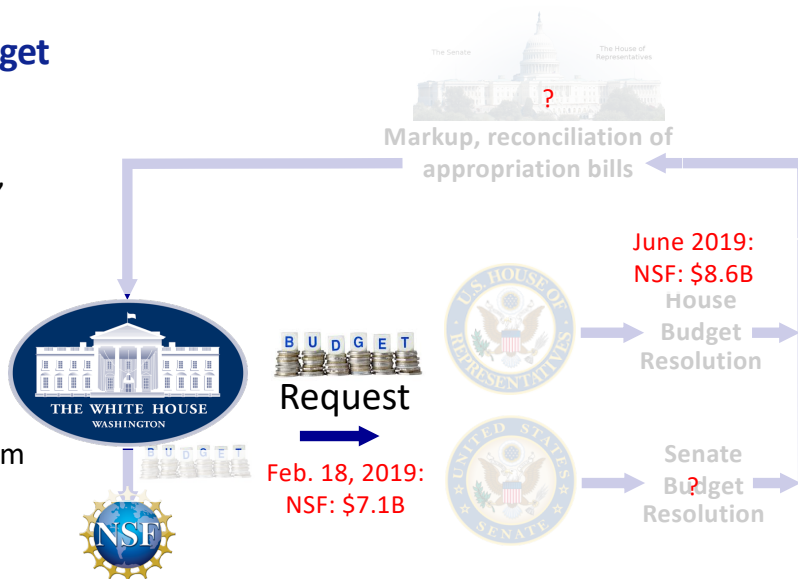 get
The Senate
The House of
Representatives
?
Markup, reconciliation of
appropriation bills
,
June 2019:
NSF: $8.6B
U.S. HOUSE OF
REPRESENTATIVES
House
Budget
Resolution
BUDGET
Request
THE WHITE HOUSE
WASHINGTON
m
BUDGET
Feb. 18, 2019:
NSF: $7.1B
UNITED STATES
SENATE
Senate
Budget
?
Resolution
NSF